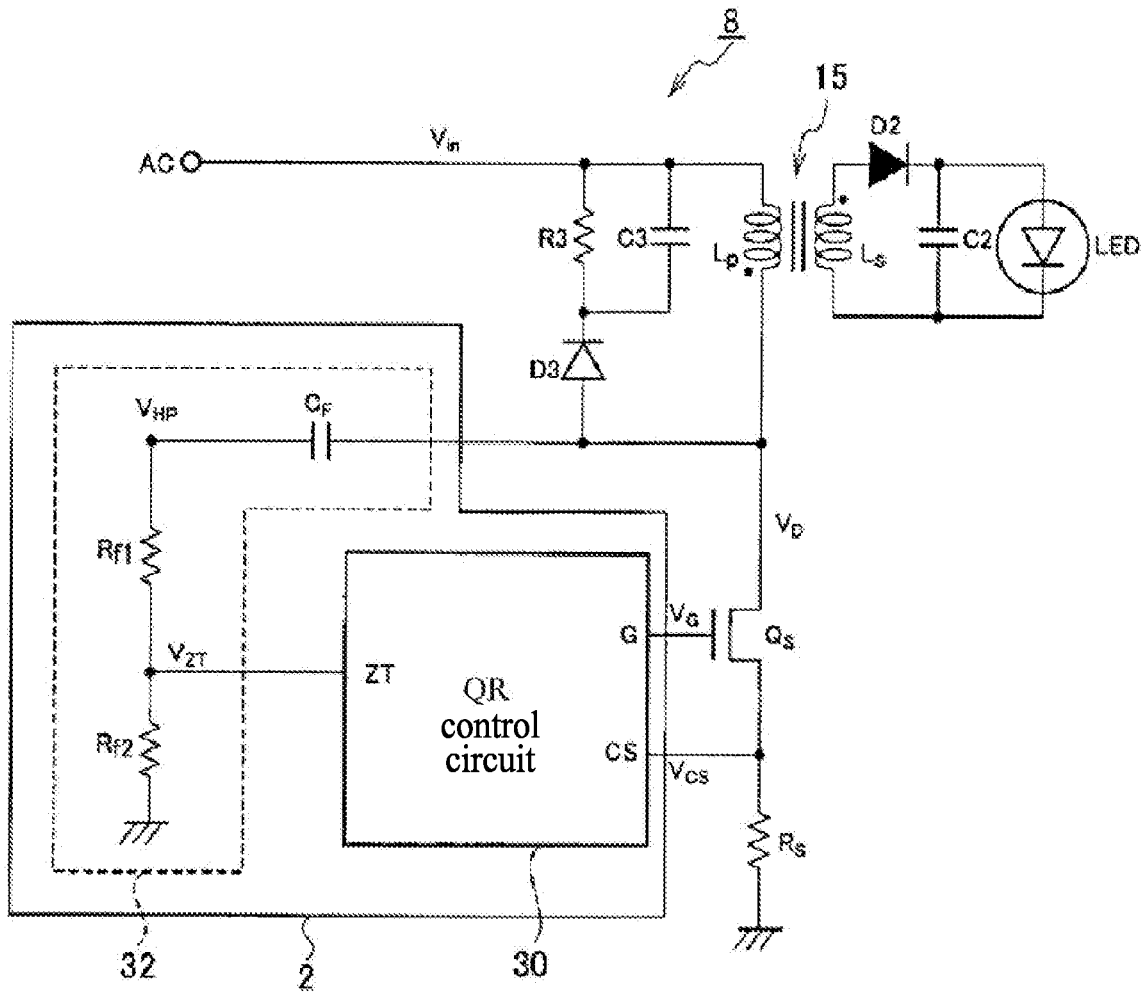 8
15
D2
AC
Vin
R3
C3
Lp
Ls
C2
LED
D3
VHP
CF
VD
Rf1
G
VG
QS
VZT
ZT
QR
control
circuit
Rf2
CS
VCS
RS
32
2
30